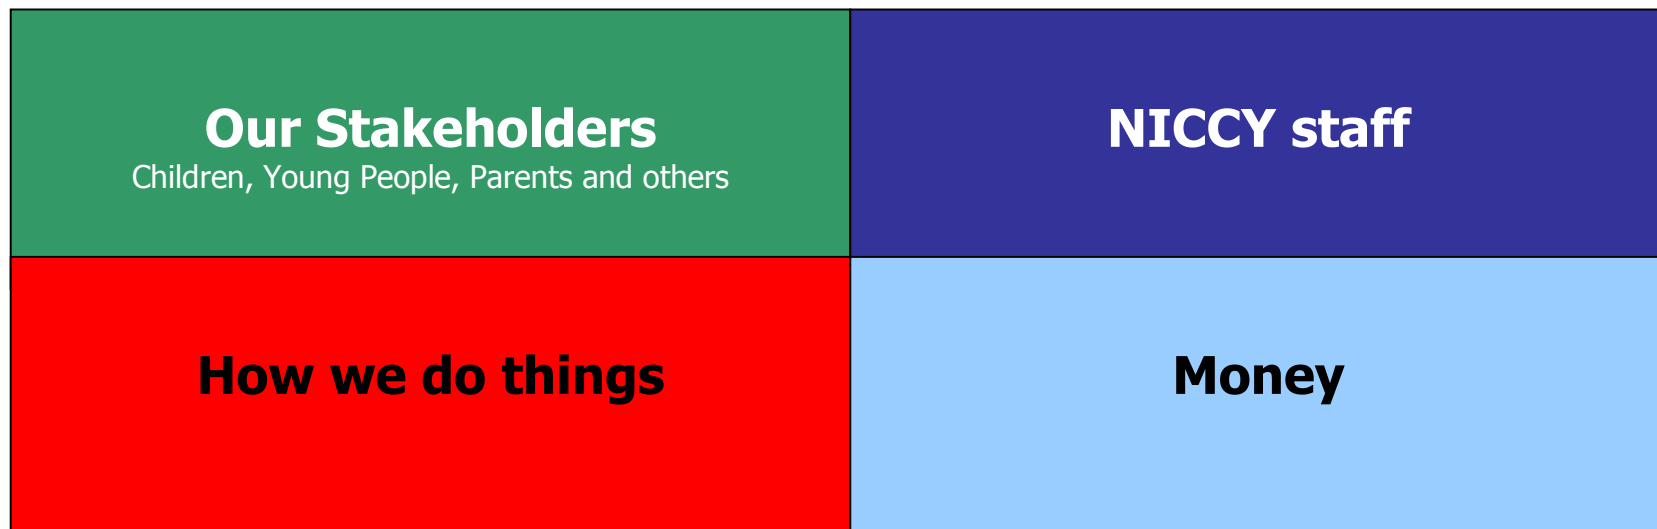 Our Stakeholders
Children, Young People, Parents and others
NICCY staff
How we do things
Money